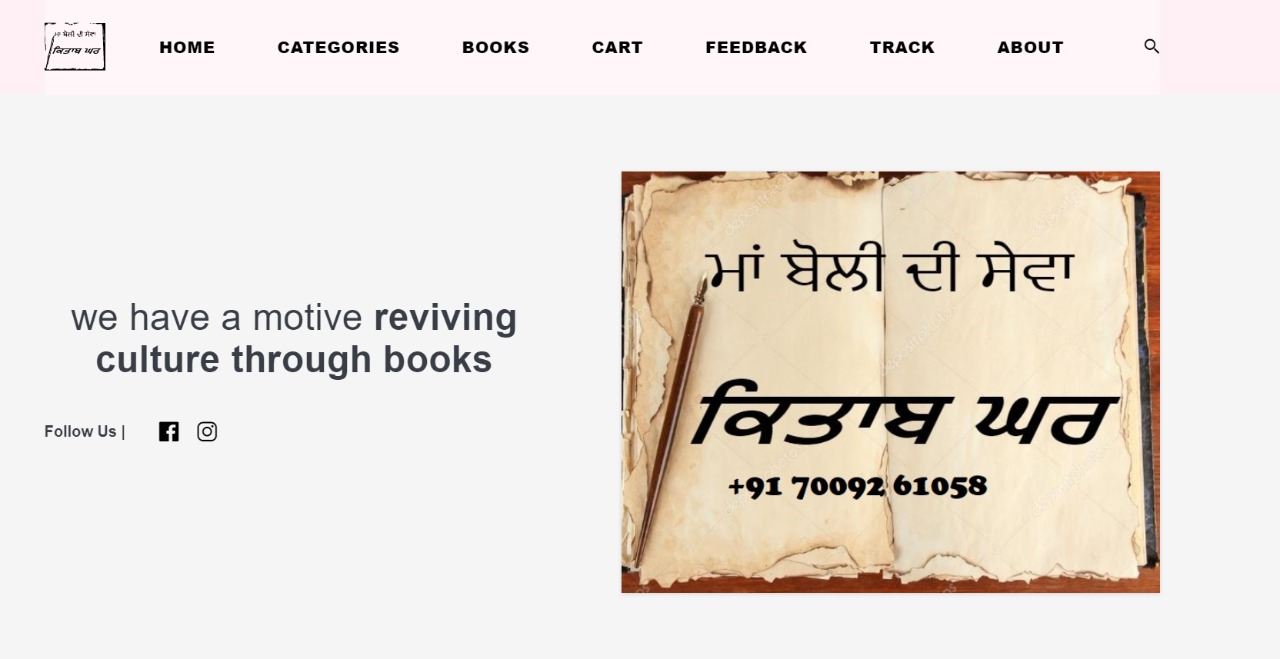 ਮਾਂ ਬੋਲੀ ਦੀ ਸੇਵਾ
ਕਿਤਾਬ ਘਰ
HOME CATEGORIES BOOKS CART FEEDBACK TRACK ABOUT
we have a motive reviving
culture through books
Follow Us |
ਮਾਂ ਬੋਲੀ ਦੀ ਸੇਵਾ
ਕਿਤਾਬ ਘਰ
+91 70092 61058